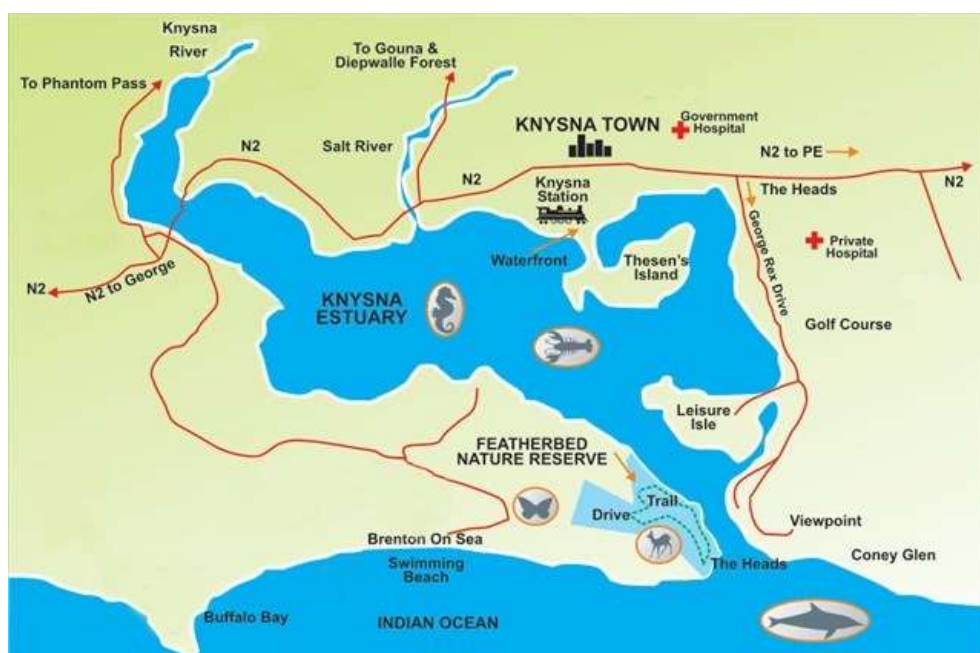 Knysna
River
To Gouna &
Diepwalle Forest
To Phantom Pass
Government
Hospital
KNYSNA TOWN
N2
Salt River
N2 to PE
N2
Knysna
Station
The Heads
N2
George Rex Drive
Private
Hospital
Waterfront
Thesen's
Island
N2 to George
N2
KNYSNA
ESTUARY
Golf Course
Leisure
Isle
FEATHERBED
NATURE RESERVE
Trail
Drive
Viewpoint
Brenton On Sea
Coney Glen
Swimming
Beach
The Heads
Buffalo Bay
INDIAN OCEAN